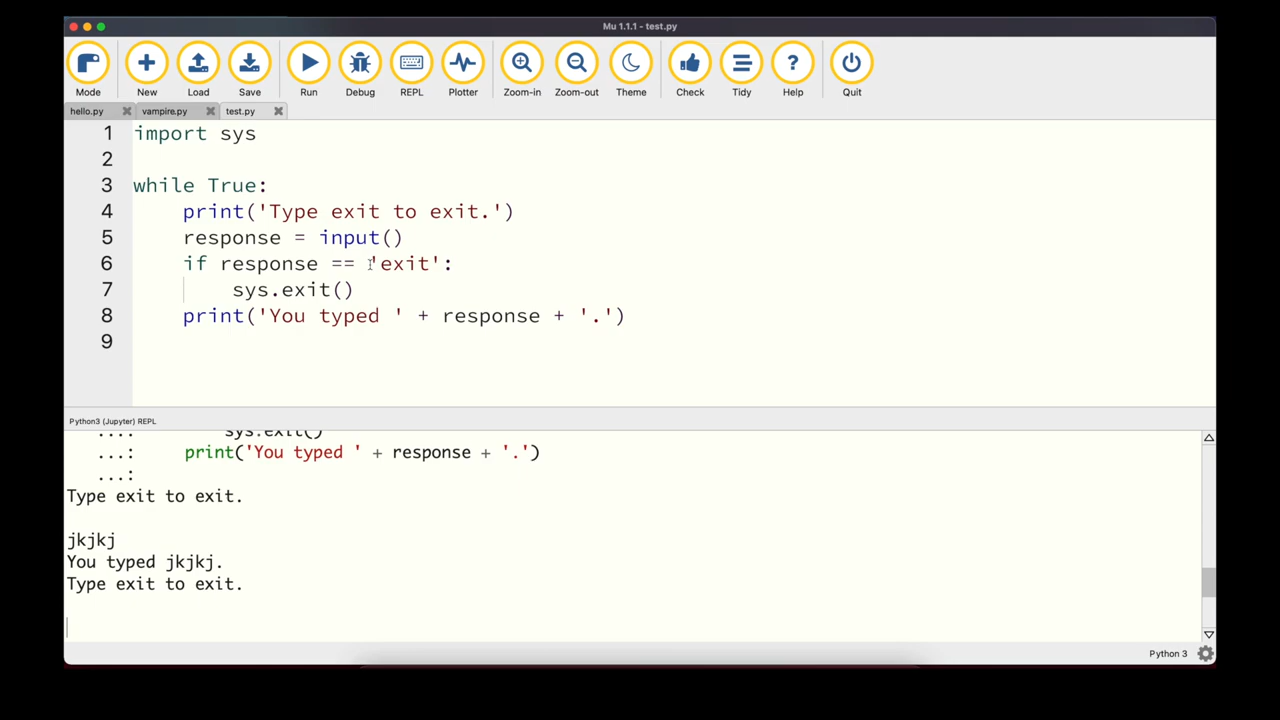 Mu 1.1.1 - test.py
Mode New Load Save Run Debug REPL Plotter Zoom-in Zoom-out Theme Check Tidy Help Quit
hello.py vampire.py test.py
1 import sys
2
3 while True:
4     print('Type exit to exit.')
5     response = input()
6     if response == 'exit':
7         sys.exit()
8     print('You typed ' + response + '.')
9
Python3 (Jupyter) REPL
...:         sys.exit()
...:     print('You typed ' + response + '.')
...:
Type exit to exit.
jkjkj
You typed jkjkj.
Type exit to exit.
Python 3